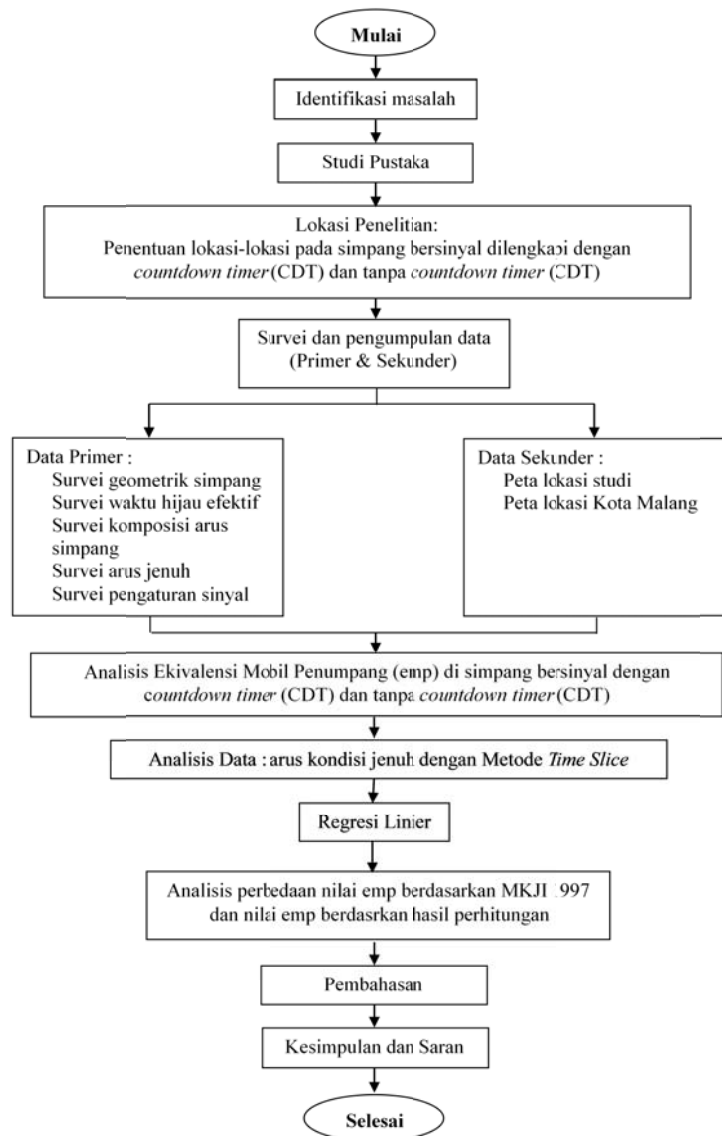 Mulai
Identifikasi masalah
Studi Pustaka
Lokasi Penelitian:
Penentuan lokasi-lokasi pada simpang bersinyal dilengkapi dengan
countdown timer (CDT) dan tanpa countdown timer (CDT)
Survei dan pengumpulan data
(Primer & Sekunder)
Data Primer :
Survei geometrik simpang
Survei waktu hijau efektif
Survei komposisi arus
simpang
Survei arus jenuh
Survei pengaturan sinyal
Data Sekunder :
Peta lokasi studi
Peta lokasi Kota Malang
Analisis Ekivalensi Mobil Penumpang (emp) di simpang bersinyal dengan
countdown timer (CDT) dan tanpa countdown timer (CDT)
Analisis Data : arus kondisi jenuh dengan Metode Time Slice
Regresi Linier
Analisis perbedaan nilai emp berdasarkan MKJI 1997
dan nilai emp berdasrkan hasil perhitungan
Pembahasan
Kesimpulan dan Saran
Selesai